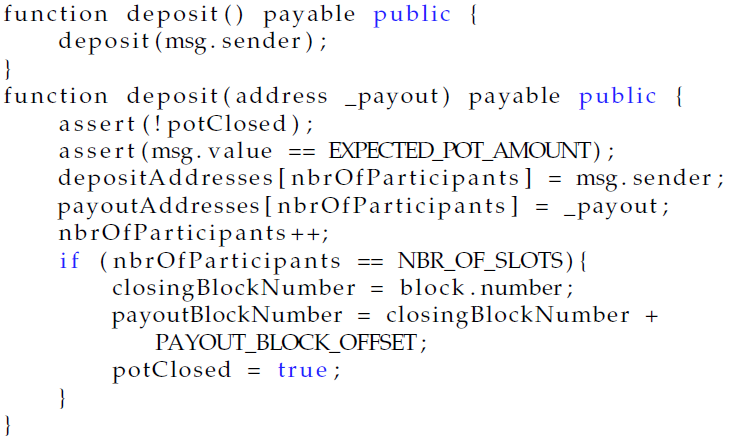 function deposit() payable public {
deposit(msg.sender);
}
function deposit(address _payout) payable public {
assert(!potClosed);
assert(msg.value == EXPECTED_POT_AMOUNT);
depositAddresses[nbrOfParticipants] = msg.sender;
payoutAddresses[nbrOfParticipants] = _payout;
nbrOfParticipants++;
if (nbrOfParticipants == NBR_OF_SLOTS){
closingBlockNumber = block.number;
payoutBlockNumber = closingBlockNumber +
PAYOUT_BLOCK_OFFSET;
potClosed = true;
}
}